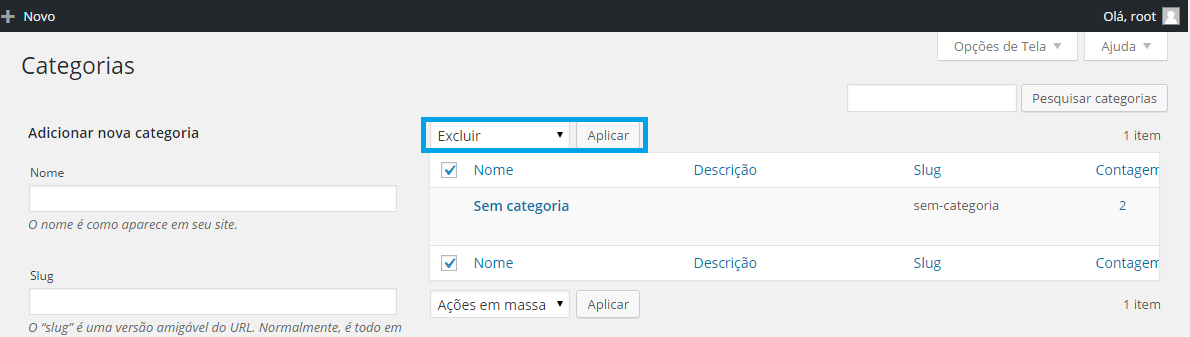 Novo
Olá, root
Opções de Tela
Ajuda
Categorias
Pesquisar categorias
Adicionar nova categoria
Excluir
Aplicar
1 item
Nome
Descrição
Slug
Contagem
Nome
Sem categoria
sem-categoria
2
O nome é como aparece em seu site.
Nome
Descrição
Slug
Contagem
Slug
Ações em massa
Aplicar
1 item
O “slug” é uma versão amigável do URL. Normalmente, é todo em